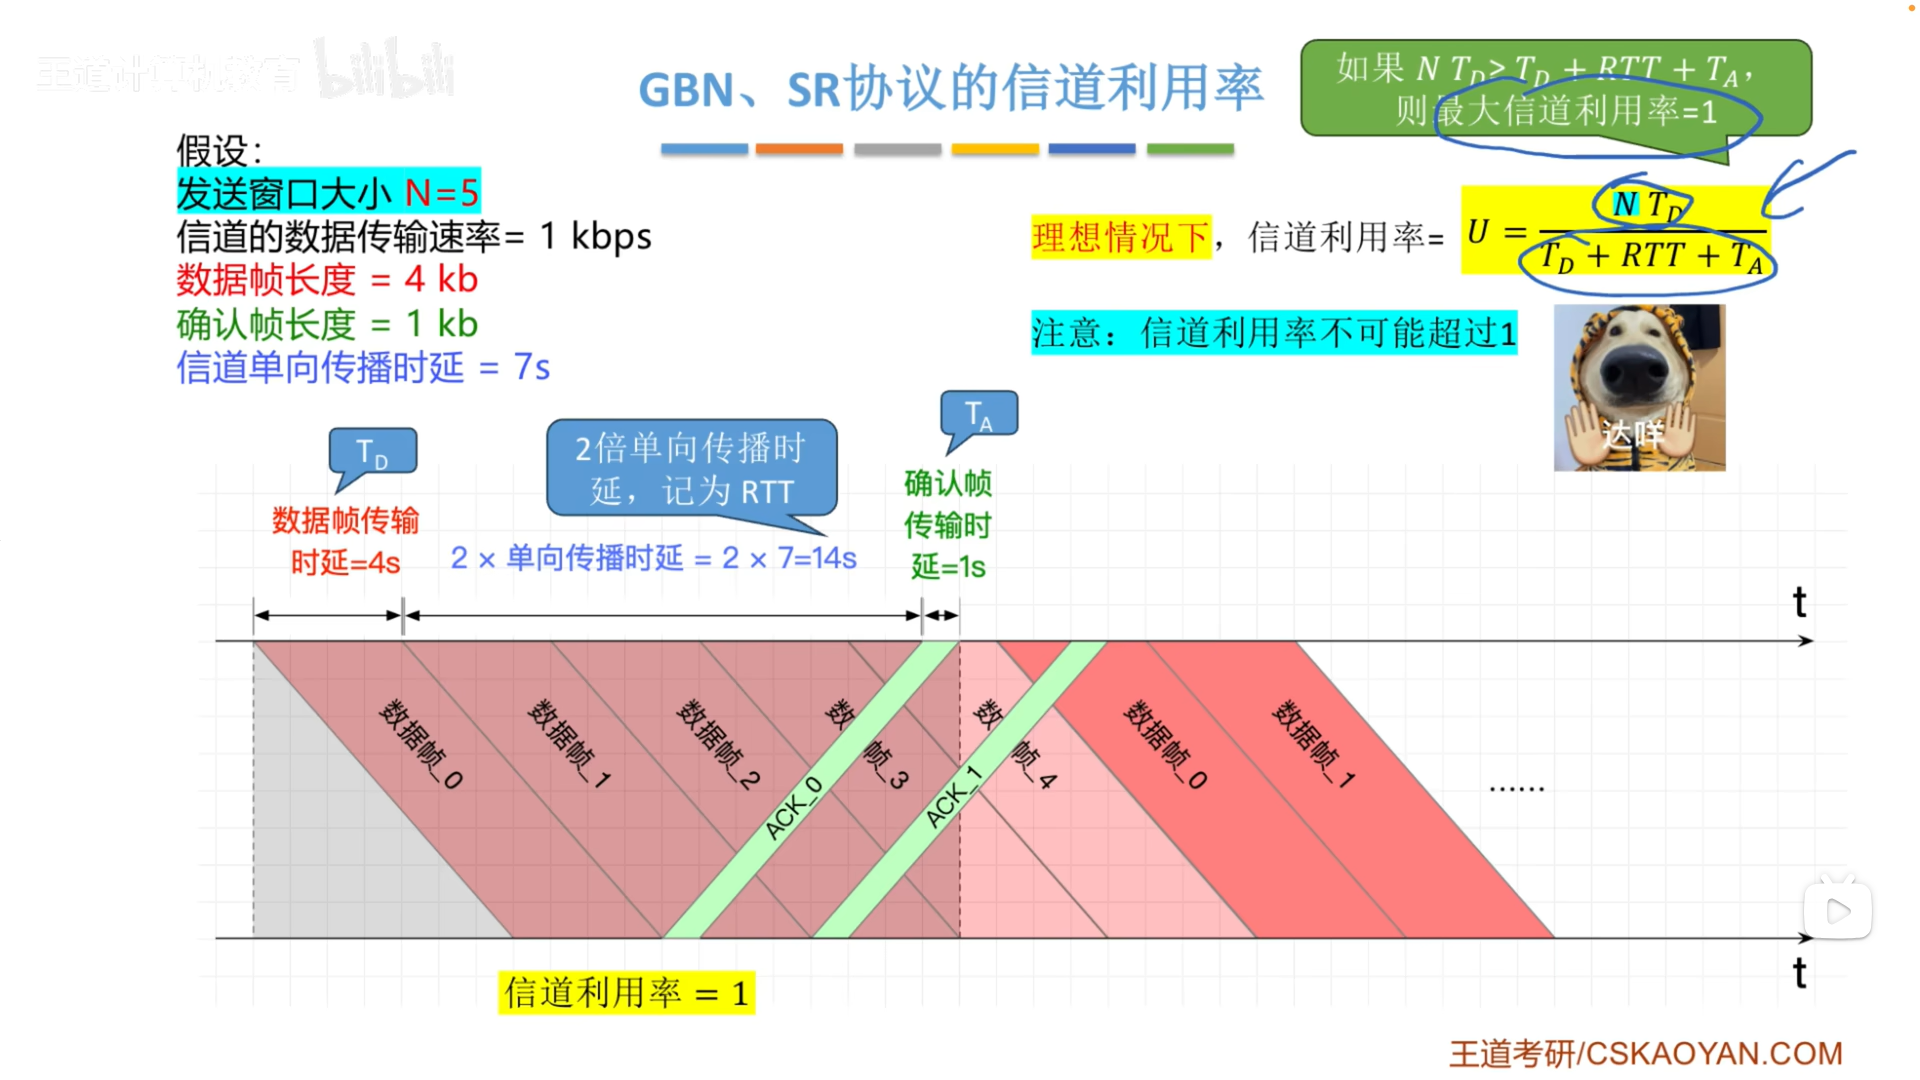 王道计算机教育 bilibili
GBN、SR协议的信道利用率
如果 N T_D> T_D + RTT + T_A，
则最大信道利用率=1
假设：
发送窗口大小 N=5
信道的数据传输速率= 1 kbps
数据帧长度 = 4 kb
确认帧长度 = 1 kb
信道单向传播时延 = 7s
理想情况下，信道利用率= U = N T_D / T_D + RTT + T_A
注意：信道利用率不可能超过1
达咩
T_D
2倍单向传播时
延，记为 RTT
T_A
数据帧传输
时延=4s
2 × 单向传播时延 = 2 × 7=14s
确认帧
传输时
延=1s
t
数据帧_0
数据帧_1
数据帧_2
数据帧_3
数据帧_4
数据帧_0
数据帧_1
ACK_0
ACK_1
......
t
信道利用率 = 1
王道考研/CSKAOYAN.COM